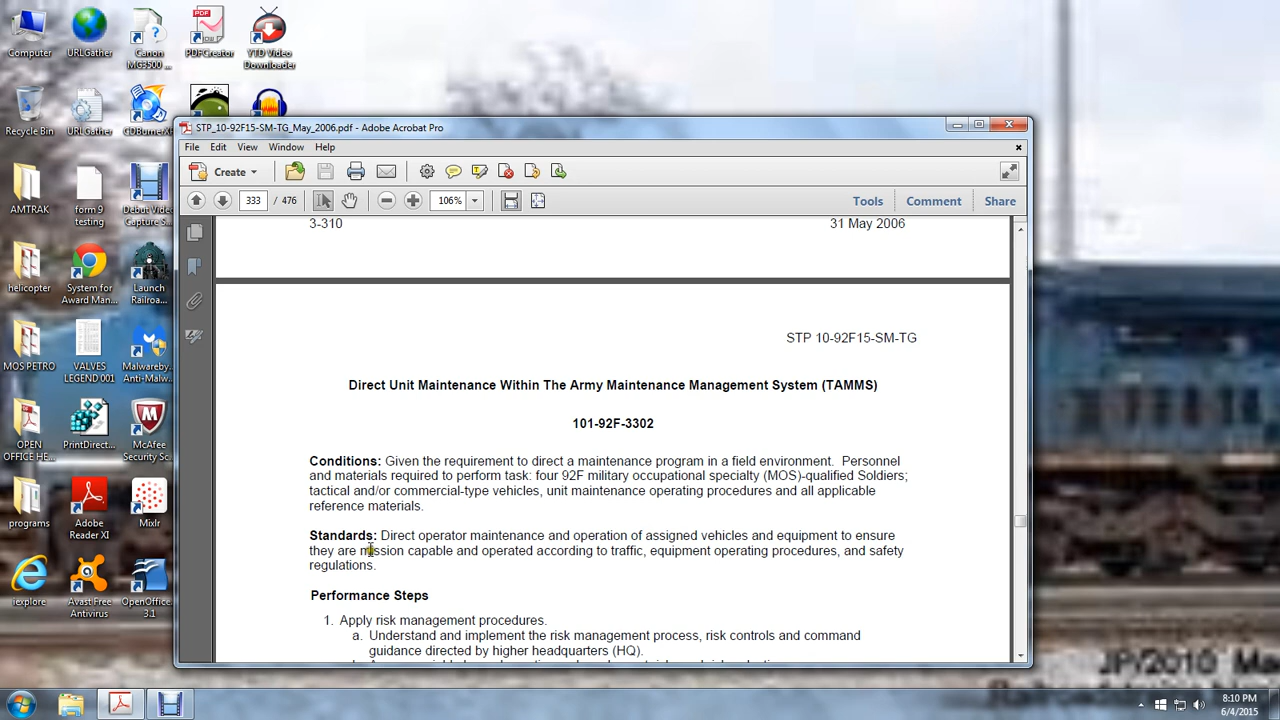 Computer
URLGather
Canon
MG3500 ...
PDFCreator
VTD Video
Downloader
Recycle Bin
URLGather
CDBurnerXP
AMTRAK
form 9
testing
Debut Video
Capture S...
helicopter
System for
Award Man...
Launch
Railroa...
MOS PETRO
VALVES
LEGEND 001
Malwareby...
Anti-Malw...
OPEN
OFFICE HE...
PrintDirect...
McAfee
Security Sc...
programs
Adobe
Reader XI
Mixlr
iexplore
Avast Free
Antivirus
OpenOffice...
3.1
STP_10-92F15-SM-TG_May_2006.pdf - Adobe Acrobat Pro
File Edit View Window Help
Create
333 / 476 106% Tools Comment Share
3-310 31 May 2006
STP 10-92F15-SM-TG
Direct Unit Maintenance Within The Army Maintenance Management System (TAMMS)
101-92F-3302
Conditions: Given the requirement to direct a maintenance program in a field environment. Personnel
and materials required to perform task: four 92F military occupational specialty (MOS)-qualified Soldiers;
tactical and/or commercial-type vehicles, unit maintenance operating procedures and all applicable
reference materials.
Standards: Direct operator maintenance and operation of assigned vehicles and equipment to ensure
they are mission capable and operated according to traffic, equipment operating procedures, and safety
regulations.
Performance Steps
1. Apply risk management procedures.
a. Understand and implement the risk management process, risk controls and command
guidance directed by higher headquarters (HQ).
JP/2010
8:10 PM
6/4/2015